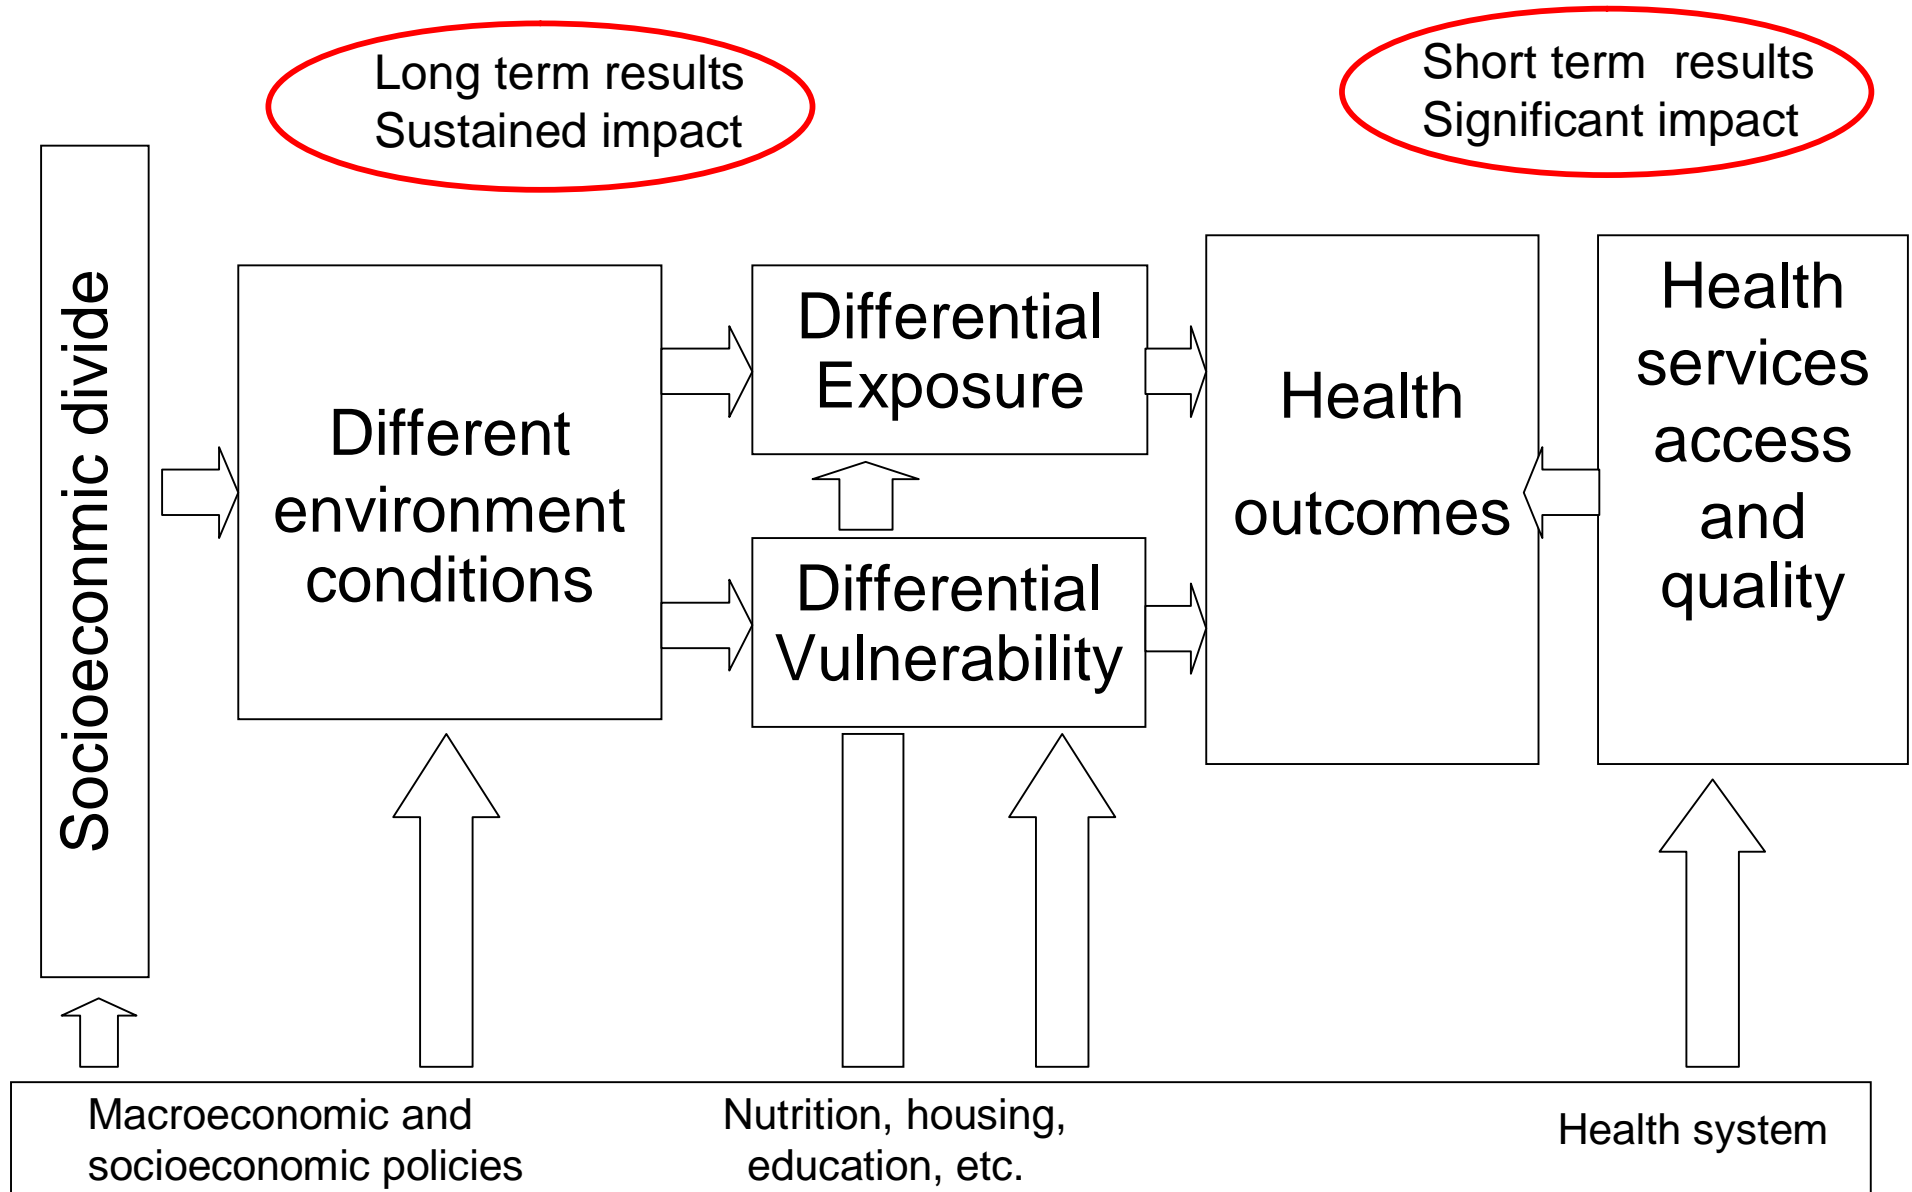 Long term results
Sustained impact
Short term results
Significant impact
Socioeconmic divide
Different
environment
conditions
Differential
Exposure
Differential
Vulnerability
Health
outcomes
Health
services
access
and
quality
Macroeconomic and
socioeconomic policies
Nutrition, housing,
education, etc.
Health system